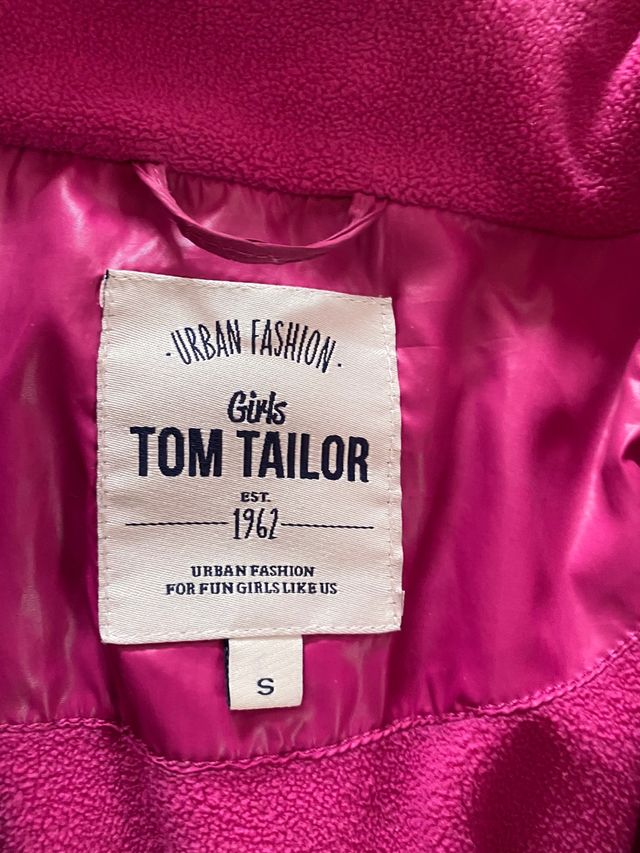 ·URBAN FASHION·
Girls
TOM TAILOR
EST.
1962
URBAN FASHION
FOR FUN GIRLS LIKE US
S